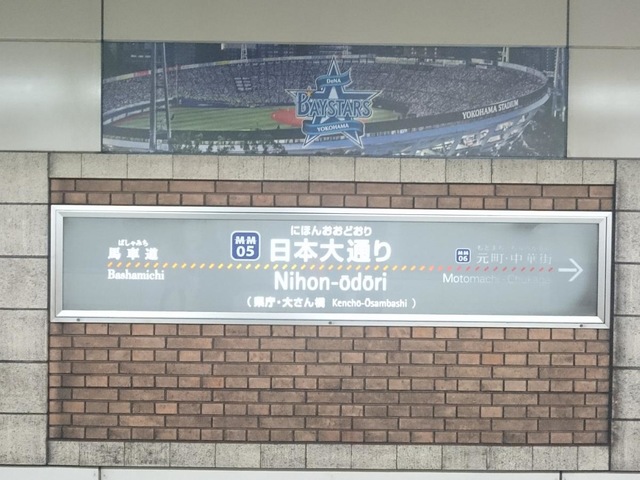 DeNA
BAYSTARS
YOKOHAMA
YOKOHAMA STADIUM
ばしゃみち
馬車道
Bashamichi
MM
05
にほんおおどおり
日本大通り
Nihon-ōdōri
(県庁・大さん橋 Kenchō-Ōsambashi)
MM
06
元町・中華街